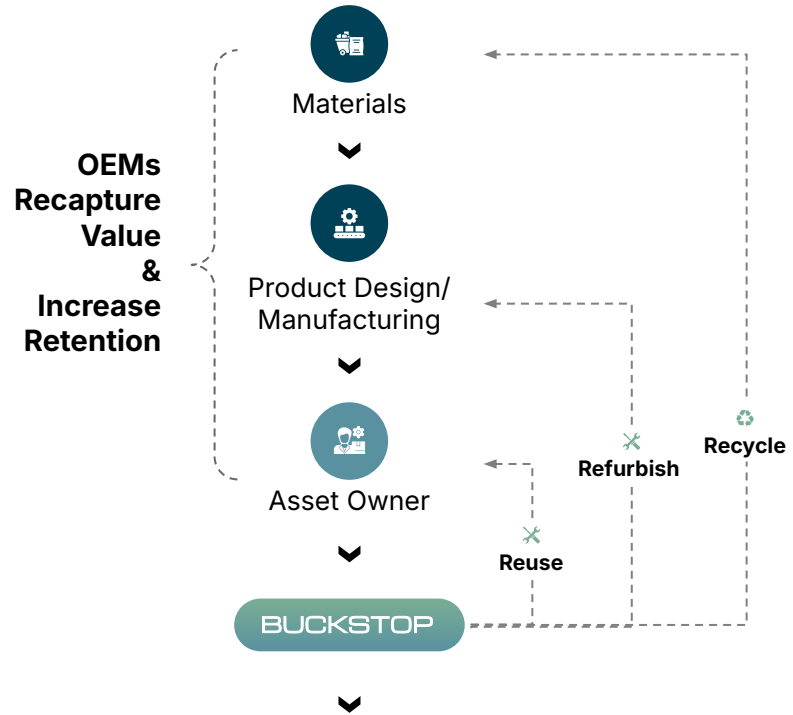 Materials
OEMs
Recapture
Value
&
Increase
Retention
Product Design/
Manufacturing
Recycle
Refurbish
Asset Owner
Reuse
BUCKSTOP